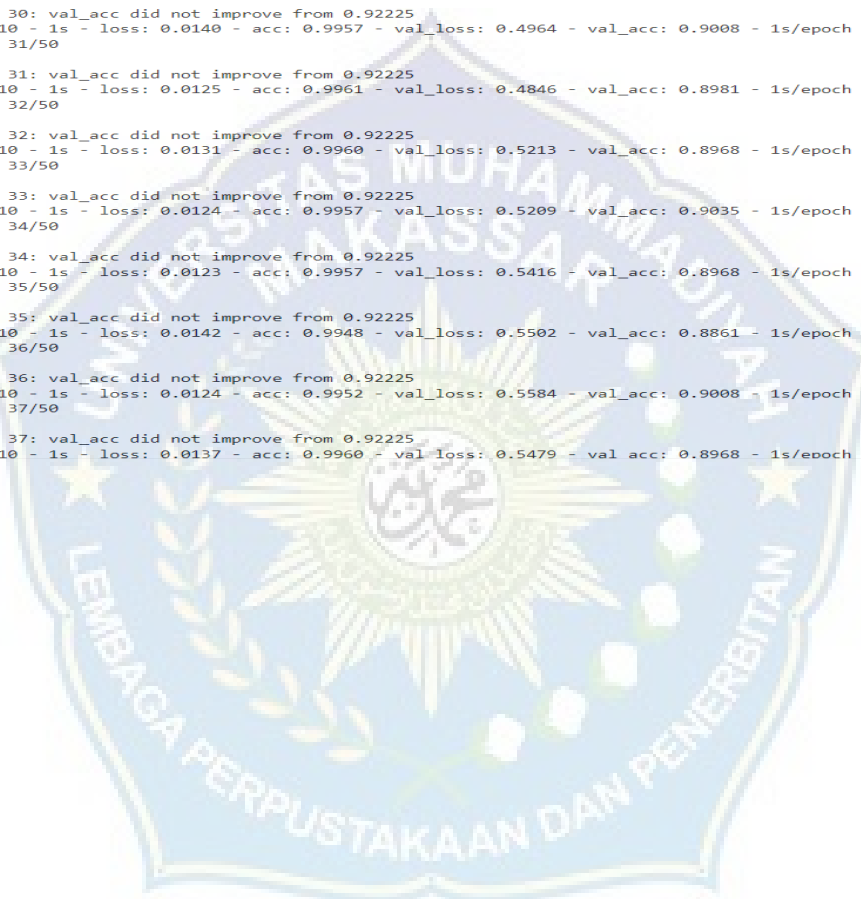 30: val_acc did not improve from 0.92225
10 - 1s - loss: 0.0140 - acc: 0.9957 - val_loss: 0.4964 - val_acc: 0.9008 - 1s/epoch
31/50
31: val_acc did not improve from 0.92225
10 - 1s - loss: 0.0125 - acc: 0.9961 - val_loss: 0.4846 - val_acc: 0.8981 - 1s/epoch
32/50
32: val_acc did not improve from 0.92225
10 - 1s - loss: 0.0131 - acc: 0.9960 - val_loss: 0.5213 - val_acc: 0.8968 - 1s/epoch
33/50
33: val_acc did not improve from 0.92225
10 - 1s - loss: 0.0124 - acc: 0.9957 - val_loss: 0.5209 - val_acc: 0.9035 - 1s/epoch
34/50
34: val_acc did not improve from 0.92225
10 - 1s - loss: 0.0123 - acc: 0.9957 - val_loss: 0.5416 - val_acc: 0.8968 - 1s/epoch
35/50
35: val_acc did not improve from 0.92225
10 - 1s - loss: 0.0142 - acc: 0.9948 - val_loss: 0.5502 - val_acc: 0.8861 - 1s/epoch
36/50
36: val_acc did not improve from 0.92225
10 - 1s - loss: 0.0124 - acc: 0.9952 - val_loss: 0.5584 - val_acc: 0.9008 - 1s/epoch
37/50
37: val_acc did not improve from 0.92225
10 - 1s - loss: 0.0137 - acc: 0.9960 - val_loss: 0.5479 - val_acc: 0.8968 - 1s/epoch
UNIVERSITAS MUHAMMADIYAH
MAKASSAR
LEMBAGA PERPUSTAKAAN DAN PENERBITAN